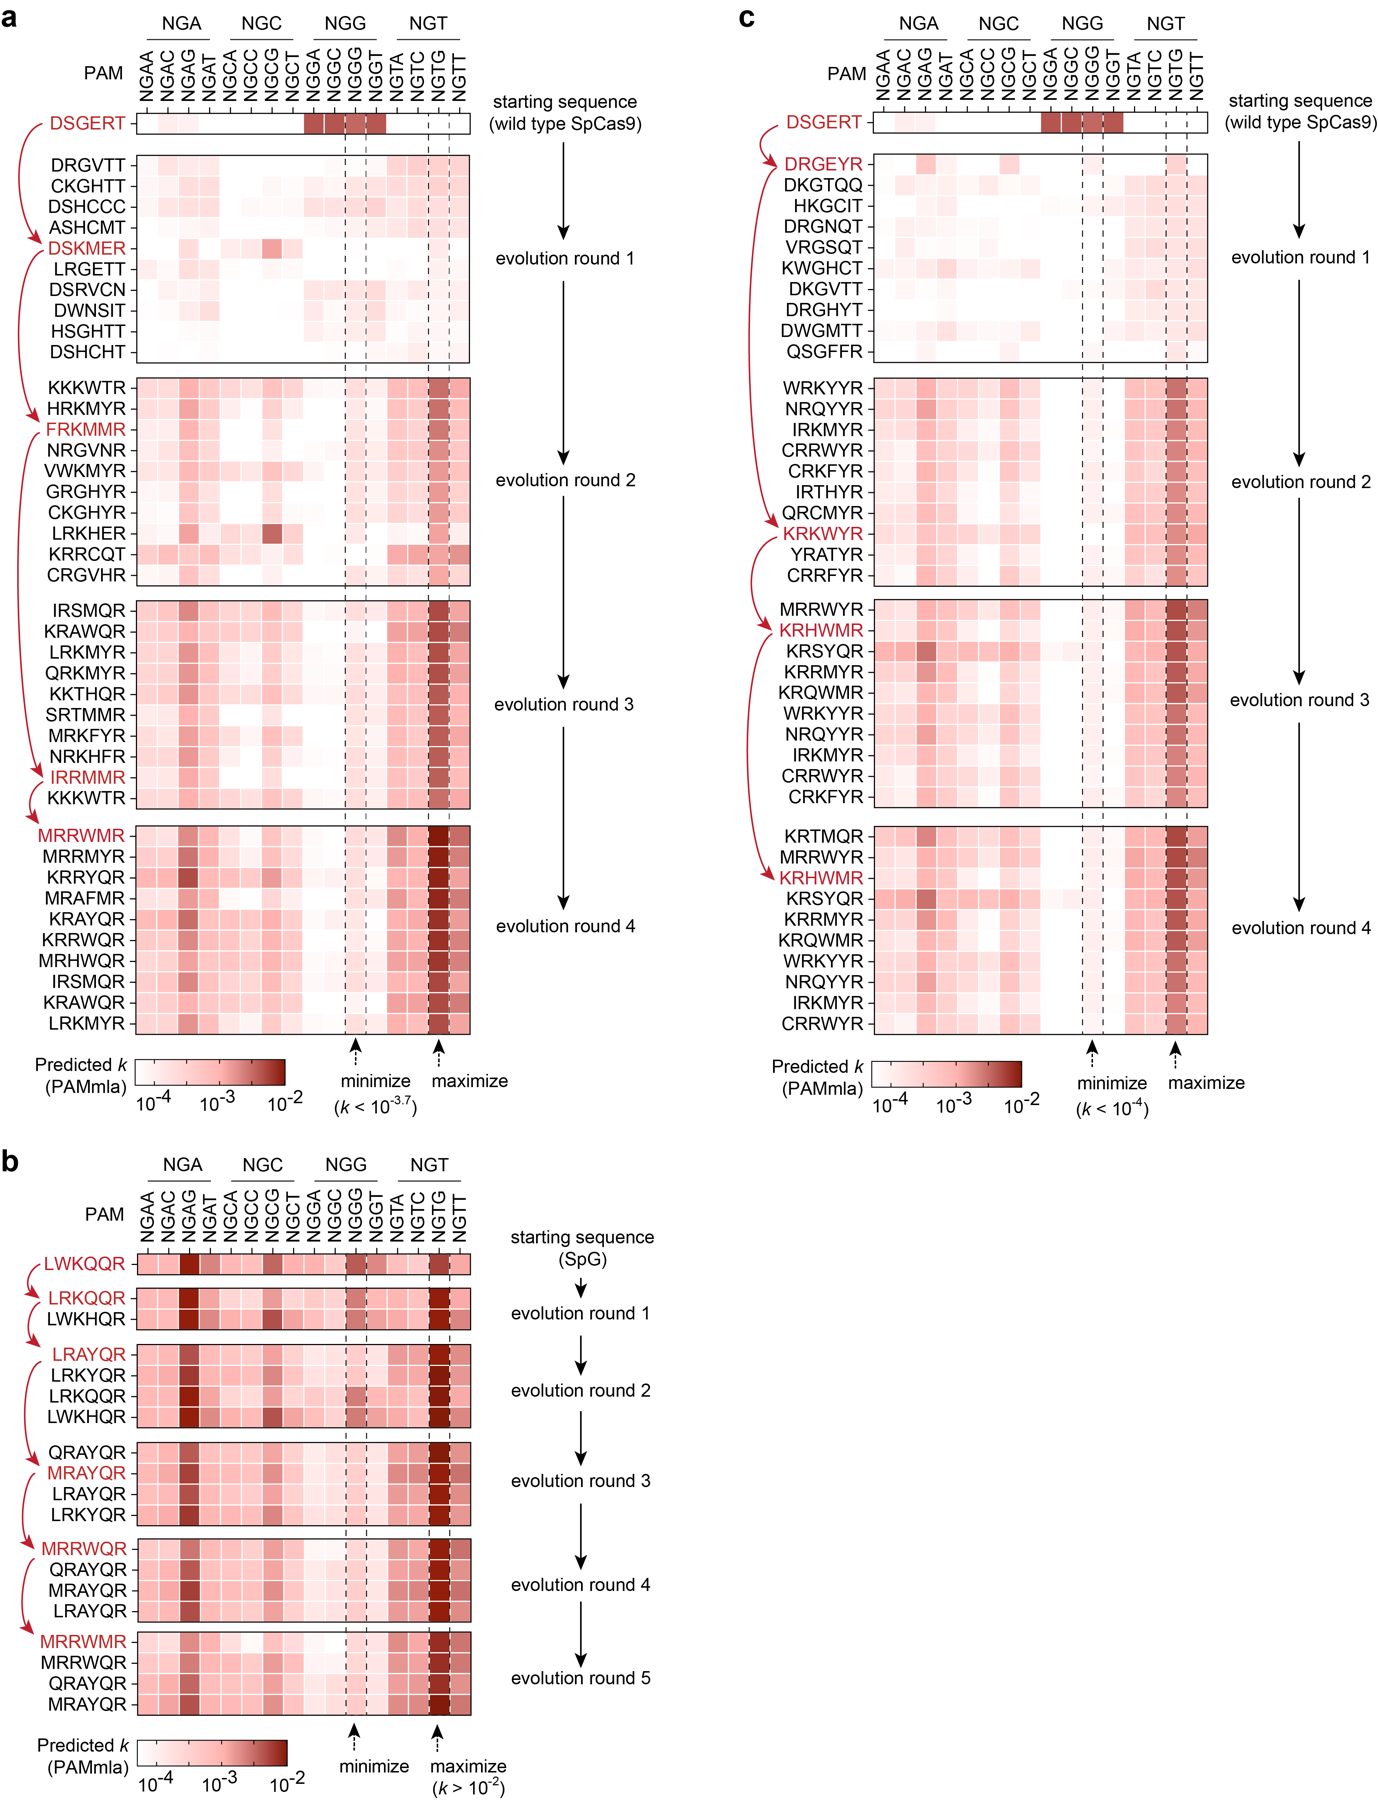 a
NGA NGC NGG NGT
PAM
NGAA NGAC NGAG NGAT NGCA NGCC NGCG NGCT NGGA NGGC NGGG NGGT NGTA NGTC NGTG NGTT
DSGERT
starting sequence
(wild type SpCas9)
DRGVTT
CKGHTT
DSHCCC
ASHCMT
DSKMER
LRGETT
DSRVCN
DWNSIT
HSGHTT
DSHCHT
evolution round 1
KKKWTR
HRKMYR
FRKMMR
NRGVNR
VWKMYR
GRGHYR
CKGHYR
LRKHER
KRRCQT
CRGVHR
evolution round 2
IRSMQR
KRAWQR
LRKMYR
QRKMYR
KKTHQR
SRTMMR
MRKFYR
NRKHFR
IRRMMR
KKKWTR
evolution round 3
MRRWMR
MRRMYR
KRRYQR
MRAFMR
KRAYQR
KRRWQR
MRHWQR
IRSMQR
KRAWQR
LRKMYR
evolution round 4
Predicted k
(PAMmla)
10-4 10-3 10-2
minimize
(k < 10-3.7)
maximize
c
NGA NGC NGG NGT
PAM
NGAA NGAC NGAG NGAT NGCA NGCC NGCG NGCT NGGA NGGC NGGG NGGT NGTA NGTC NGTG NGTT
DSGERT
starting sequence
(wild type SpCas9)
DRGEYR
DKGTQQ
HKGCIT
DRGNQT
VRGSQT
KWGHCT
DKGVTT
DRGHYT
DWGMTT
QSGFFR
evolution round 1
WRKYYR
NRQYYR
IRKMYR
CRRWYR
CRKFYR
IRTHYR
QRCMYR
KRKWYR
YRATYR
CRRFYR
evolution round 2
MRRWYR
KRHWMR
KRSYQR
KRRMYR
KRQWMR
WRKYYR
NRQYYR
IRKMYR
CRRWYR
CRKFYR
evolution round 3
KRTMQR
MRRWYR
KRHWMR
KRSYQR
KRRMYR
KRQWMR
WRKYYR
NRQYYR
IRKMYR
CRRWYR
evolution round 4
Predicted k
(PAMmla)
10-4 10-3 10-2
minimize
(k < 10-4)
maximize
b
NGA NGC NGG NGT
PAM
NGAA NGAC NGAG NGAT NGCA NGCC NGCG NGCT NGGA NGGC NGGG NGGT NGTA NGTC NGTG NGTT
LWKQQR
starting sequence
(SpG)
LRKQQR
LWKHQR
evolution round 1
LRAYQR
LRKYQR
LRKQQR
LWKHQR
evolution round 2
QRAYQR
MRAYQR
LRAYQR
LRKYQR
evolution round 3
MRRWQR
QRAYQR
MRAYQR
LRAYQR
evolution round 4
MRRWMR
MRRWQR
QRAYQR
MRAYQR
evolution round 5
Predicted k
(PAMmla)
10-4 10-3 10-2
minimize
maximize
(k > 10-2)